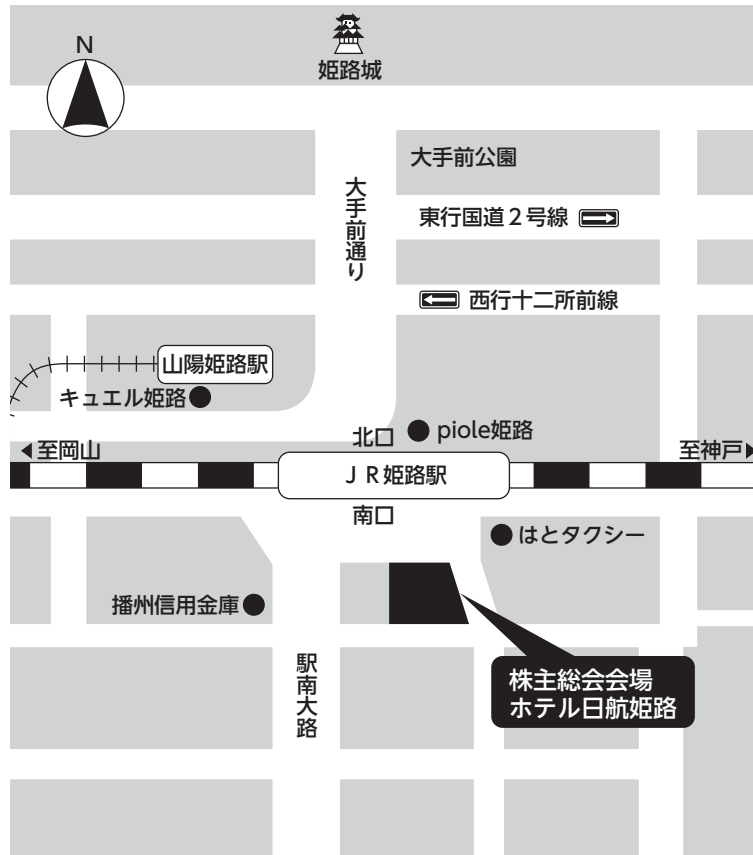 N
姫路城
大手前公園
大手前通り
東行国道2号線
西行十二所前線
山陽姫路駅
キュエル姫路
北口
piole姫路
至岡山
至神戸
JR姫路駅
南口
はとタクシー
播州信用金庫
駅南大路
株主総会会場
ホテル日航姫路